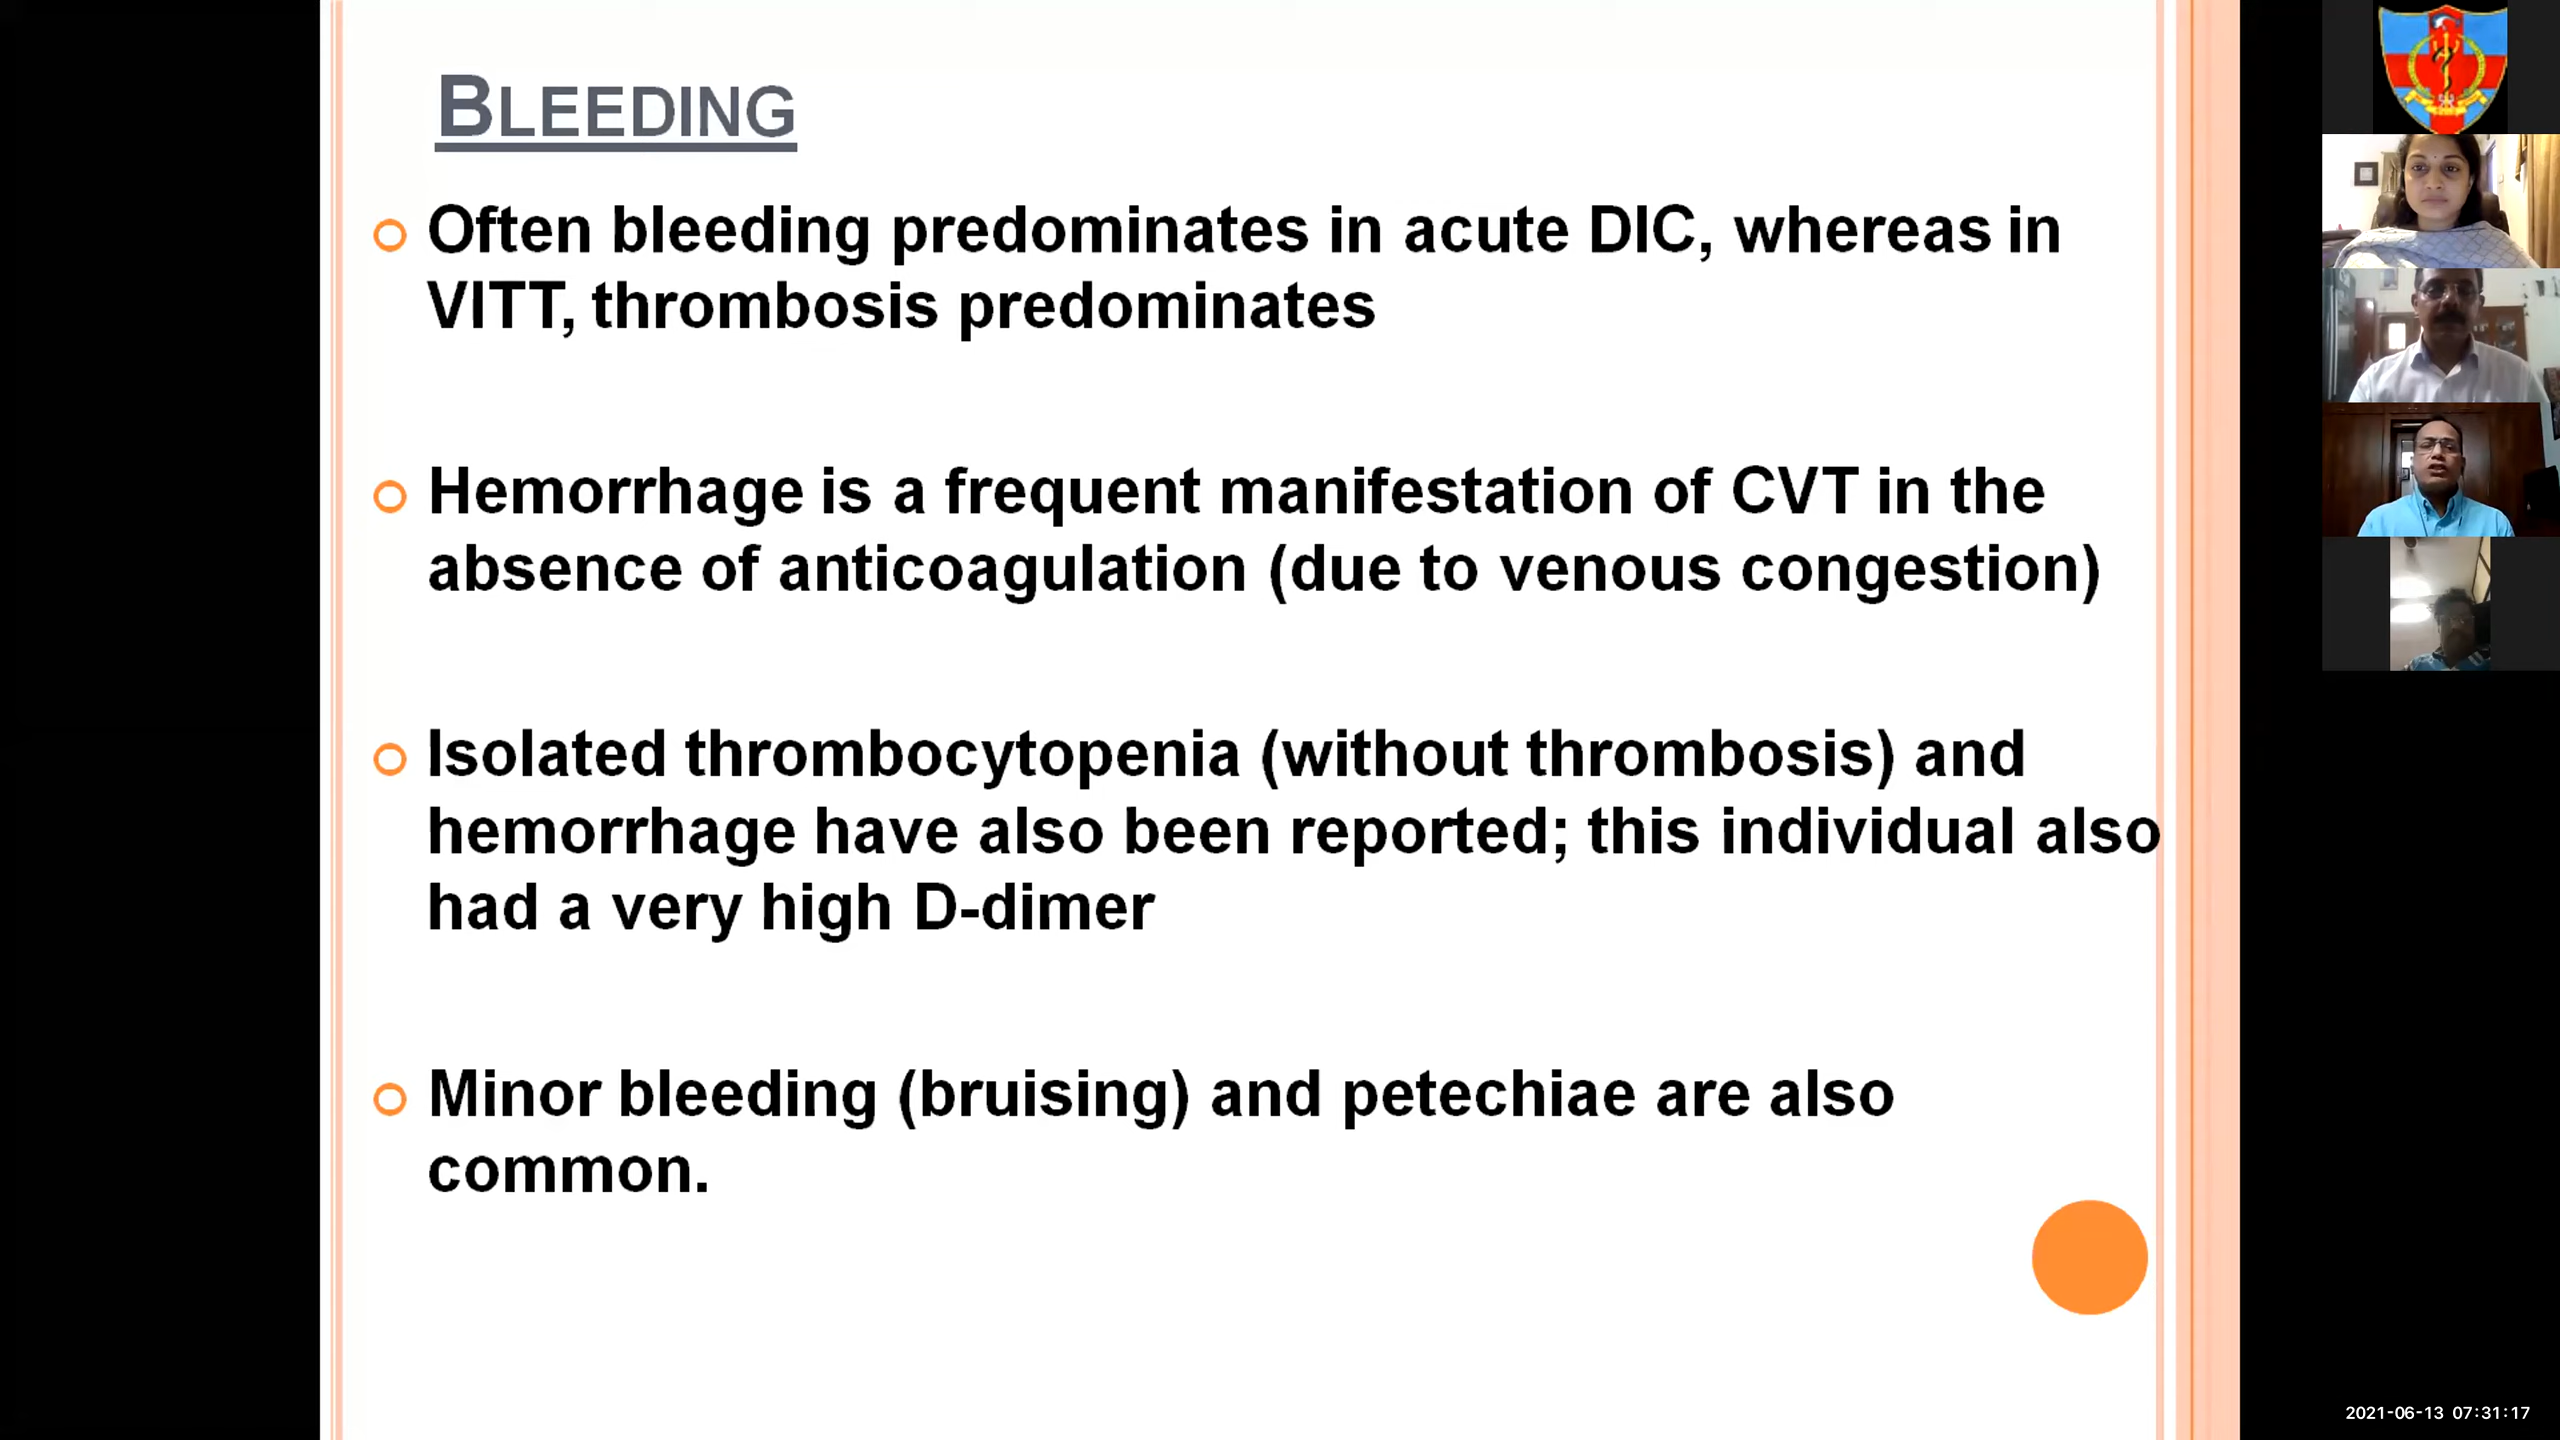 BLEEDING
Often bleeding predominates in acute DIC, whereas in
VITT, thrombosis predominates
Hemorrhage is a frequent manifestation of CVT in the
absence of anticoagulation (due to venous congestion)
Isolated thrombocytopenia (without thrombosis) and
hemorrhage have also been reported; this individual also
had a very high D-dimer
Minor bleeding (bruising) and petechiae are also
common.
2021-06-13 07:31:17